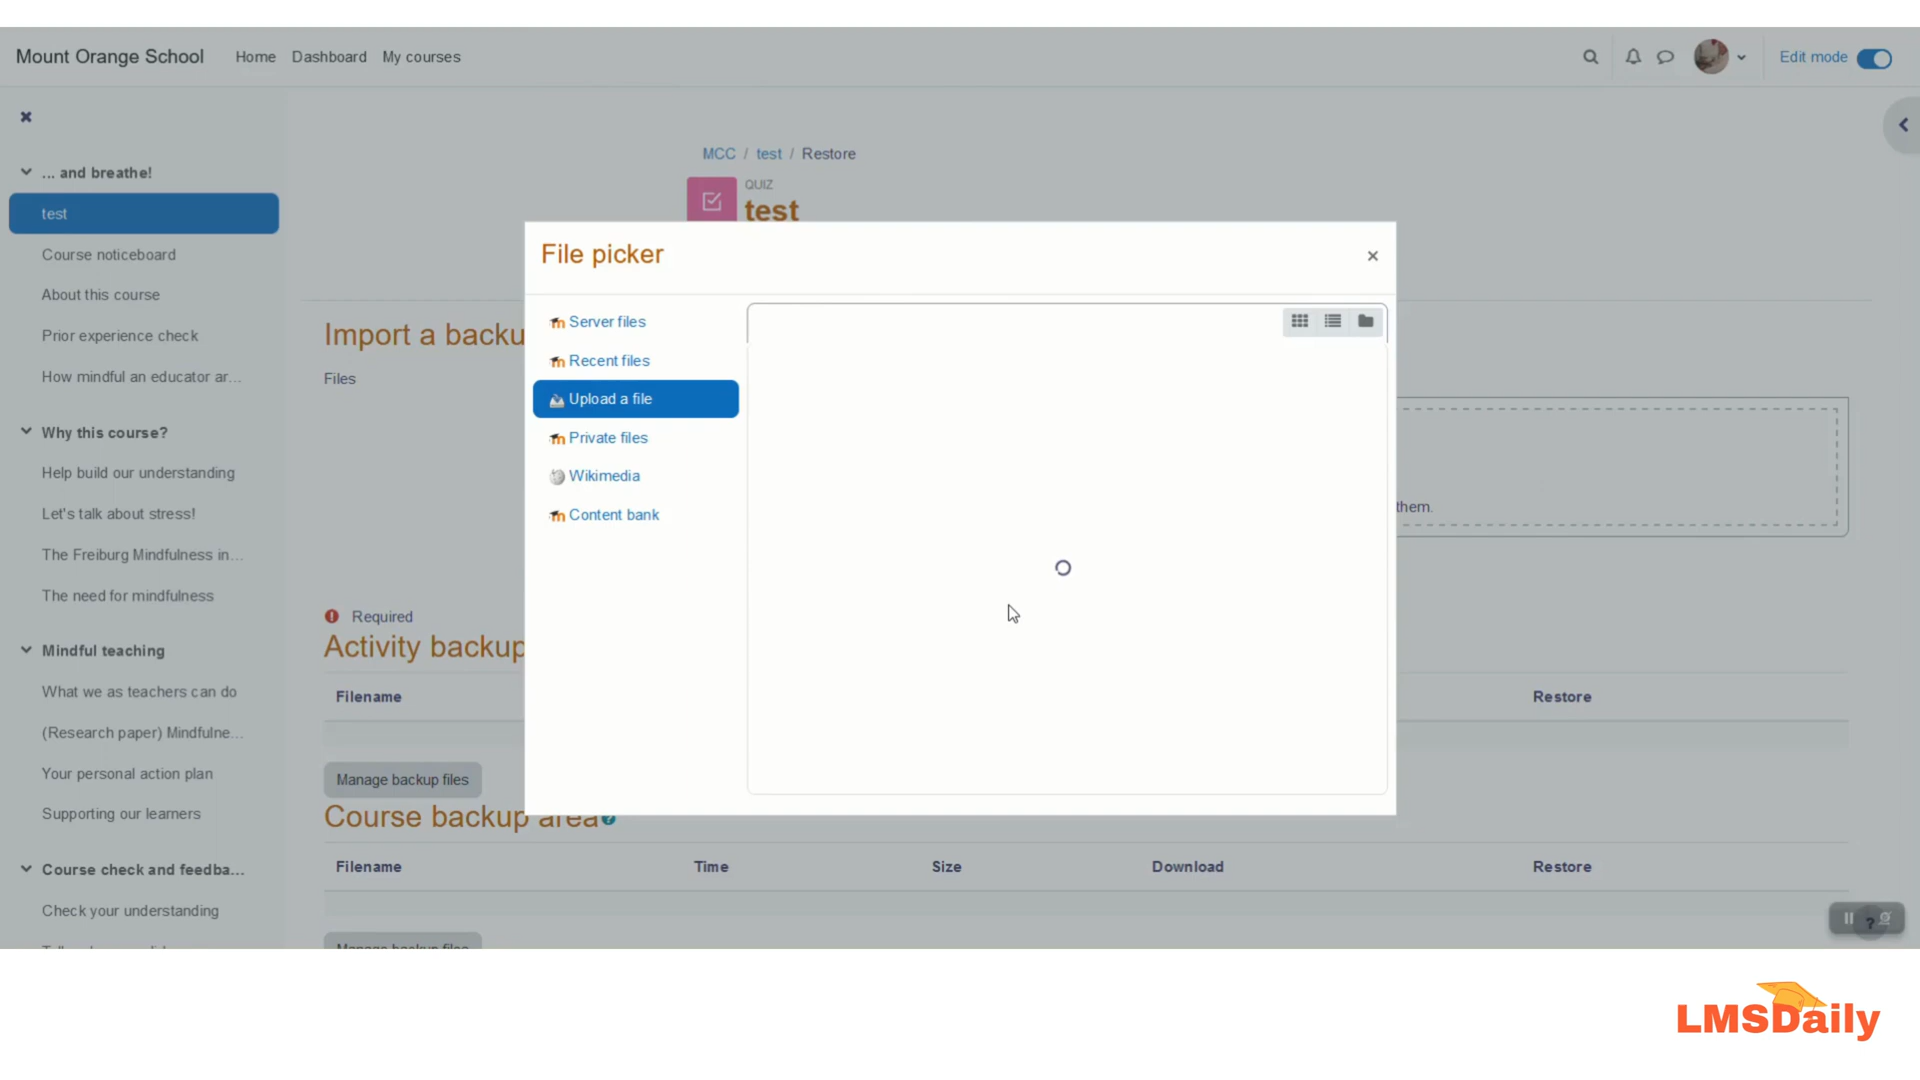 Mount Orange School Home Dashboard My courses Edit mode
... and breathe!
test
Course noticeboard
About this course
Prior experience check
How mindful an educator ar...
Why this course?
Help build our understanding
Let's talk about stress!
The Freiburg Mindfulness in...
The need for mindfulness
Mindful teaching
What we as teachers can do
(Research paper) Mindfulne...
Your personal action plan
Supporting our learners
Course check and feedba...
Check your understanding
MCC / test / Restore
QUIZ
test
Import a backu
Files
them.
Required
Activity backup
Filename Restore
Manage backup files
Course backup area
Filename Time Size Download Restore
Manage backup files
File picker
Server files
Recent files
Upload a file
Private files
Wikimedia
Content bank
LMSDaily